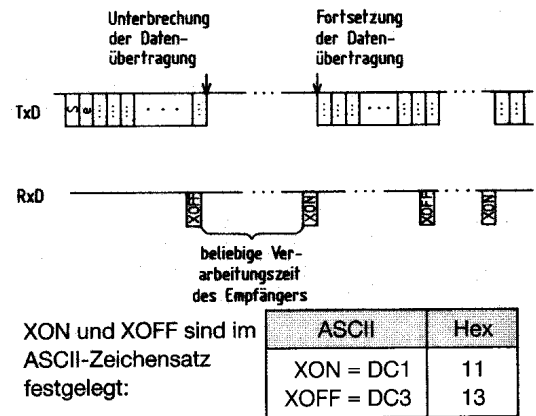 Unterbrechung
der Daten-
übertragung
Fortsetzung
der Daten-
übertragung
TxD
S e
...
...
...
RxD
XOFF
XON
...
XOFF
XON
beliebige Ver-
arbeitungszeit
des Empfängers
XON und XOFF sind im
ASCII-Zeichensatz
festgelegt:
ASCII Hex
XON = DC1 11
XOFF = DC3 13